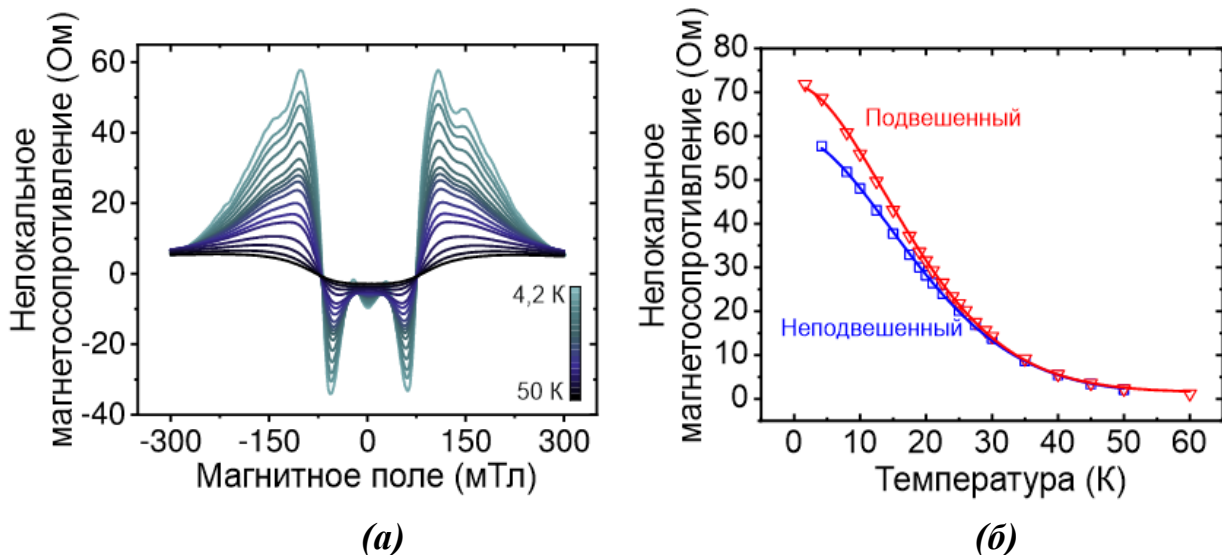 Нелокальное
магнетосопротивление (Ом)
60
40
20
0
-20
-40
4,2 К
50 К
-300
-150
0
150
300
Магнитное поле (мТл)
(а)
Нелокальное
магнетосопротивление (Ом)
80
70
60
50
40
30
20
10
0
Подвешенный
Неподвешенный
0
10
20
30
40
50
60
Температура (К)
(б)